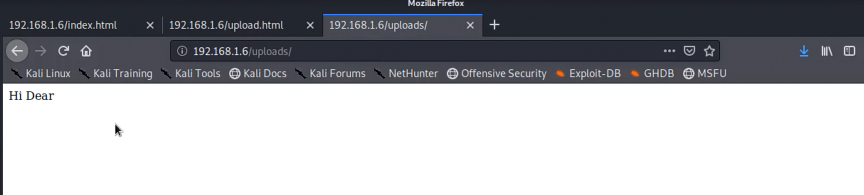 Mozilla Firefox
192.168.1.6/index.html
192.168.1.6/upload.html
192.168.1.6/uploads/
192.168.1.6/uploads/
Kali Linux Kali Training Kali Tools Kali Docs Kali Forums NetHunter Offensive Security Exploit-DB GHDB MSFU
Hi Dear